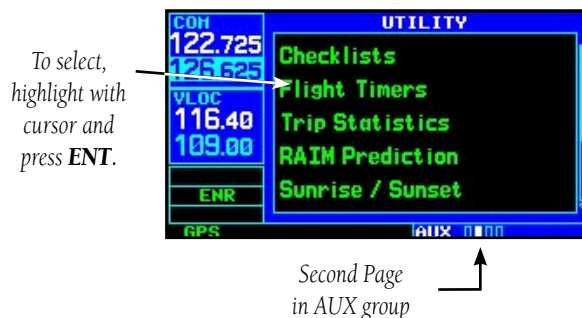 To select,
highlight with
cursor and
press ENT.
COM
122.725
126.625
VLOC
116.40
109.00
ENR
GPS
UTILITY
Checklists
Flight Timers
Trip Statistics
RAIM Prediction
Sunrise / Sunset
AUX
Second Page
in AUX group